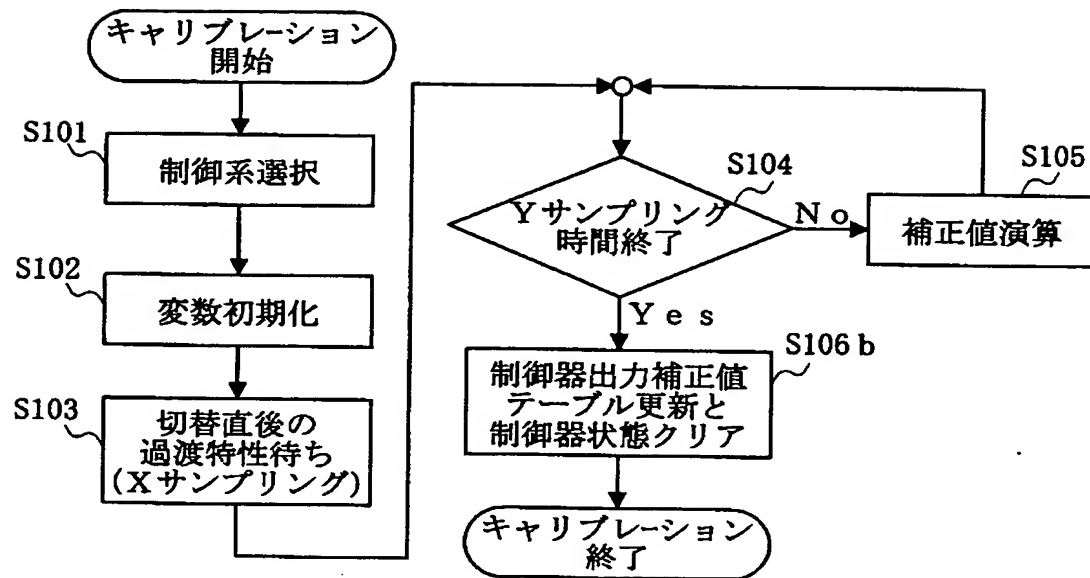 キャリブレーション
開始
S101
制御系選択
S102
変数初期化
S103
切替直後の
過渡特性待ち
(Xサンプリング)
S104
Yサンプリング
時間終了
No
S105
補正値演算
Yes
S106b
制御器出力補正値
テーブル更新と
制御器状態クリア
キャリブレーション
終了